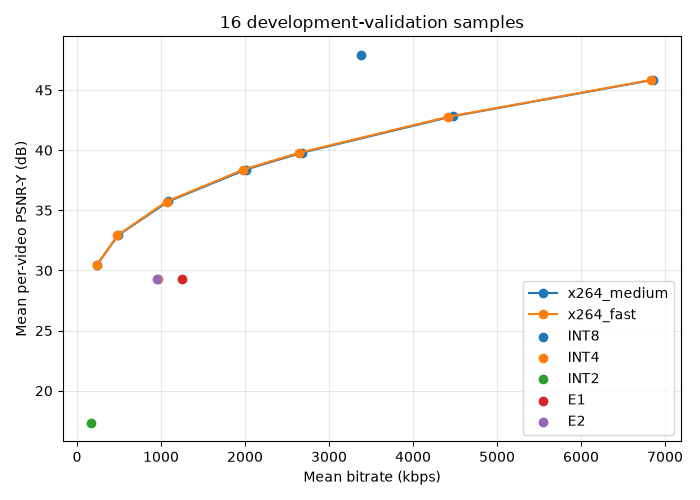 16 development-validation samples
Mean per-video PSNR-Y (dB)
45
40
35
30
25
20
0 1000 2000 3000 4000 5000 6000 7000
Mean bitrate (kbps)
x264_medium
x264_fast
INT8
INT4
INT2
E1
E2